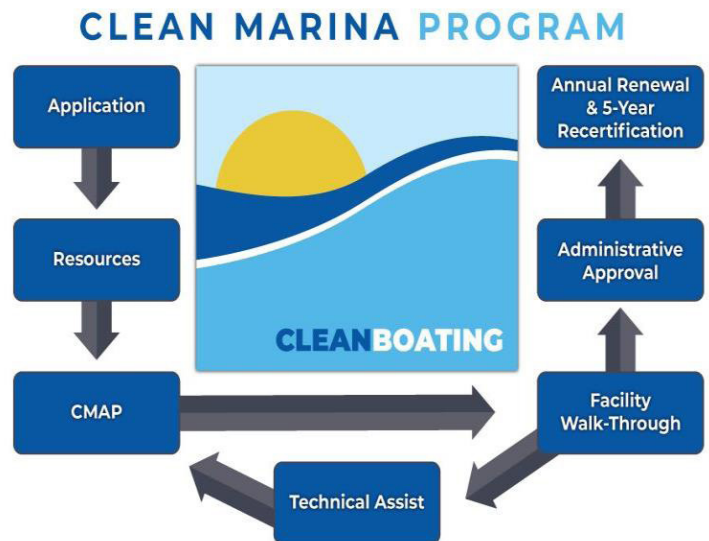 CLEAN MARINA PROGRAM
Application
Resources
CMAP
Technical Assist
Facility
Walk-Through
Administrative
Approval
Annual Renewal
& 5-Year
Recertification
CLEANBOATING